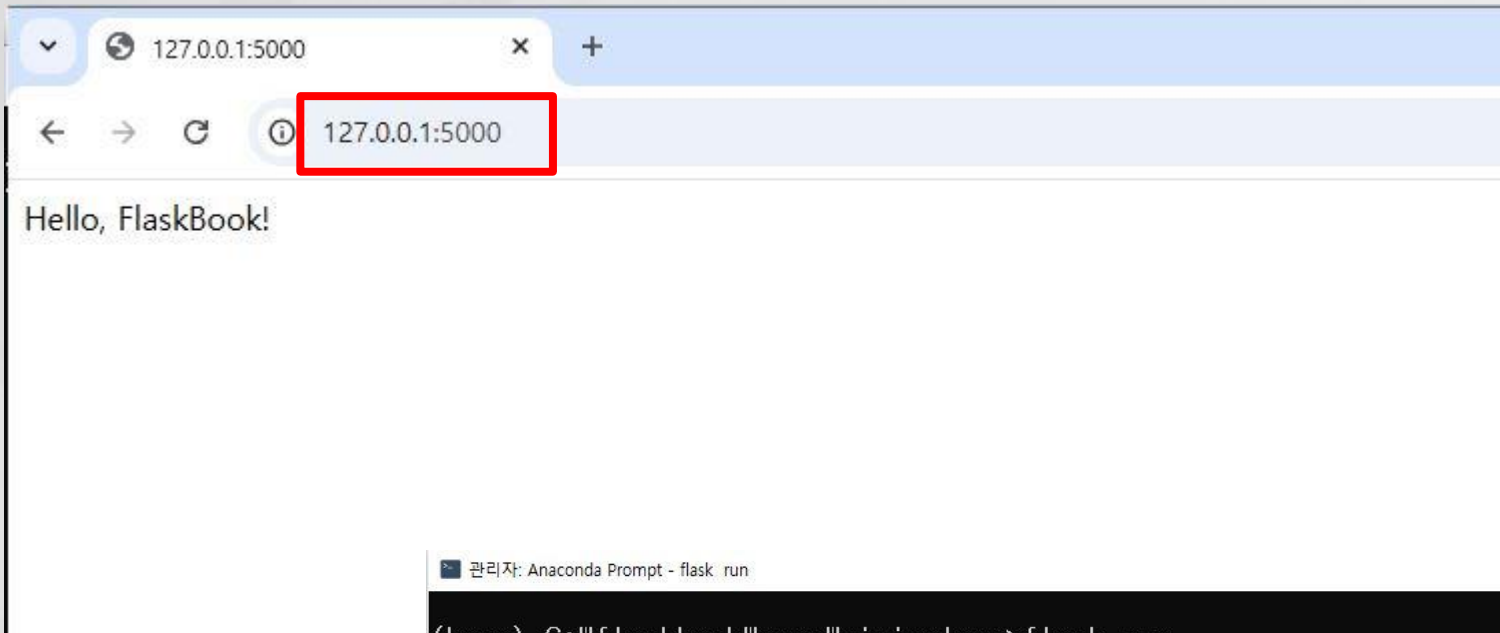 127.0.0.1:5000
127.0.0.1:5000
Hello, FlaskBook!
관리자: Anaconda Prompt - flask run